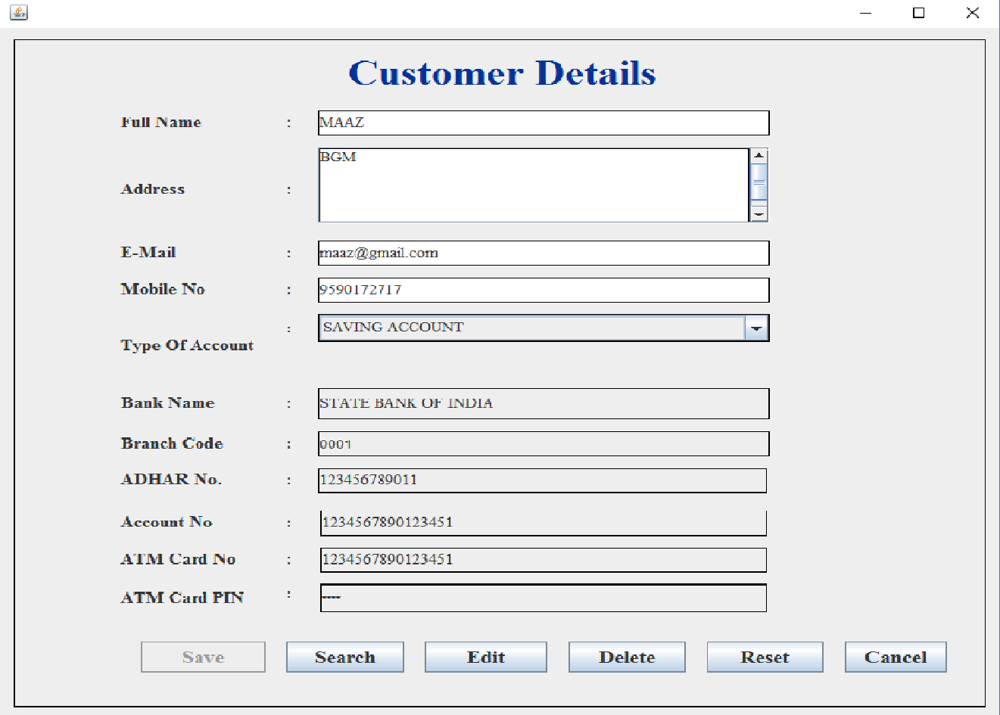 Customer Details
Full Name : MAAZ
Address : BGM
E-Mail : maaz@gmail.com
Mobile No : 9590172717
Type Of Account : SAVING ACCOUNT
Bank Name : STATE BANK OF INDIA
Branch Code : 0001
ADHAR No. : 123456789011
Account No : 1234567890123451
ATM Card No : 1234567890123451
ATM Card PIN : ----
Save Search Edit Delete Reset Cancel